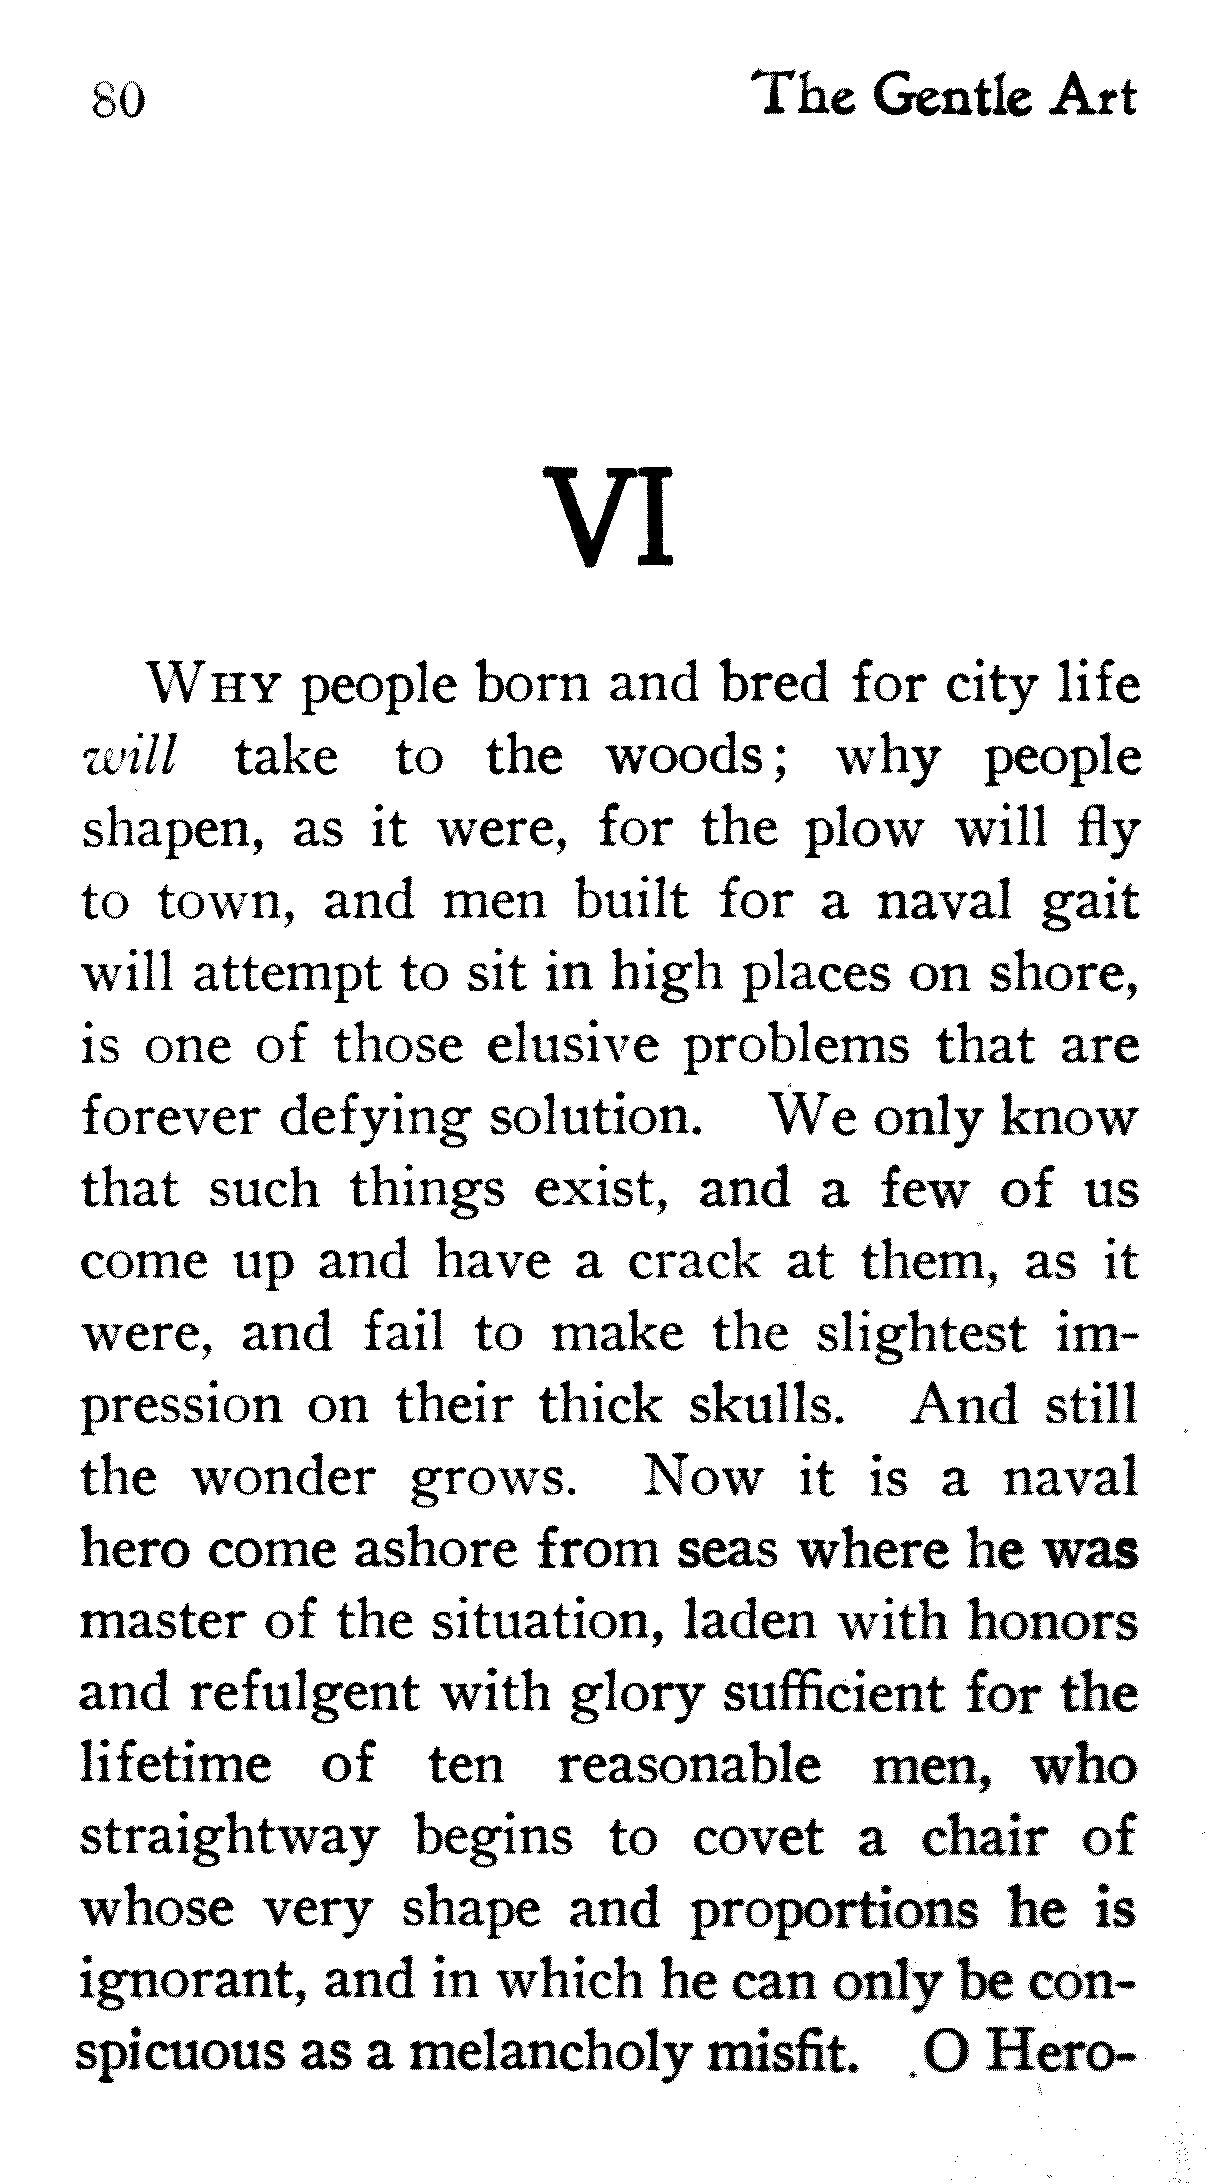 80 The Gentle Art
VI
WHY people born and bred for city life
will take to the woods; why people
shapen, as it were, for the plow will fly
to town, and men built for a naval gait
will attempt to sit in high places on shore,
is one of those elusive problems that are
forever defying solution. We only know
that such things exist, and a few of us
come up and have a crack at them, as it
were, and fail to make the slightest im-
pression on their thick skulls. And still
the wonder grows. Now it is a naval
hero come ashore from seas where he was
master of the situation, laden with honors
and refulgent with glory sufficient for the
lifetime of ten reasonable men, who
straightway begins to covet a chair of
whose very shape and proportions he is
ignorant, and in which he can only be con-
spicuous as a melancholy misfit. O Hero-